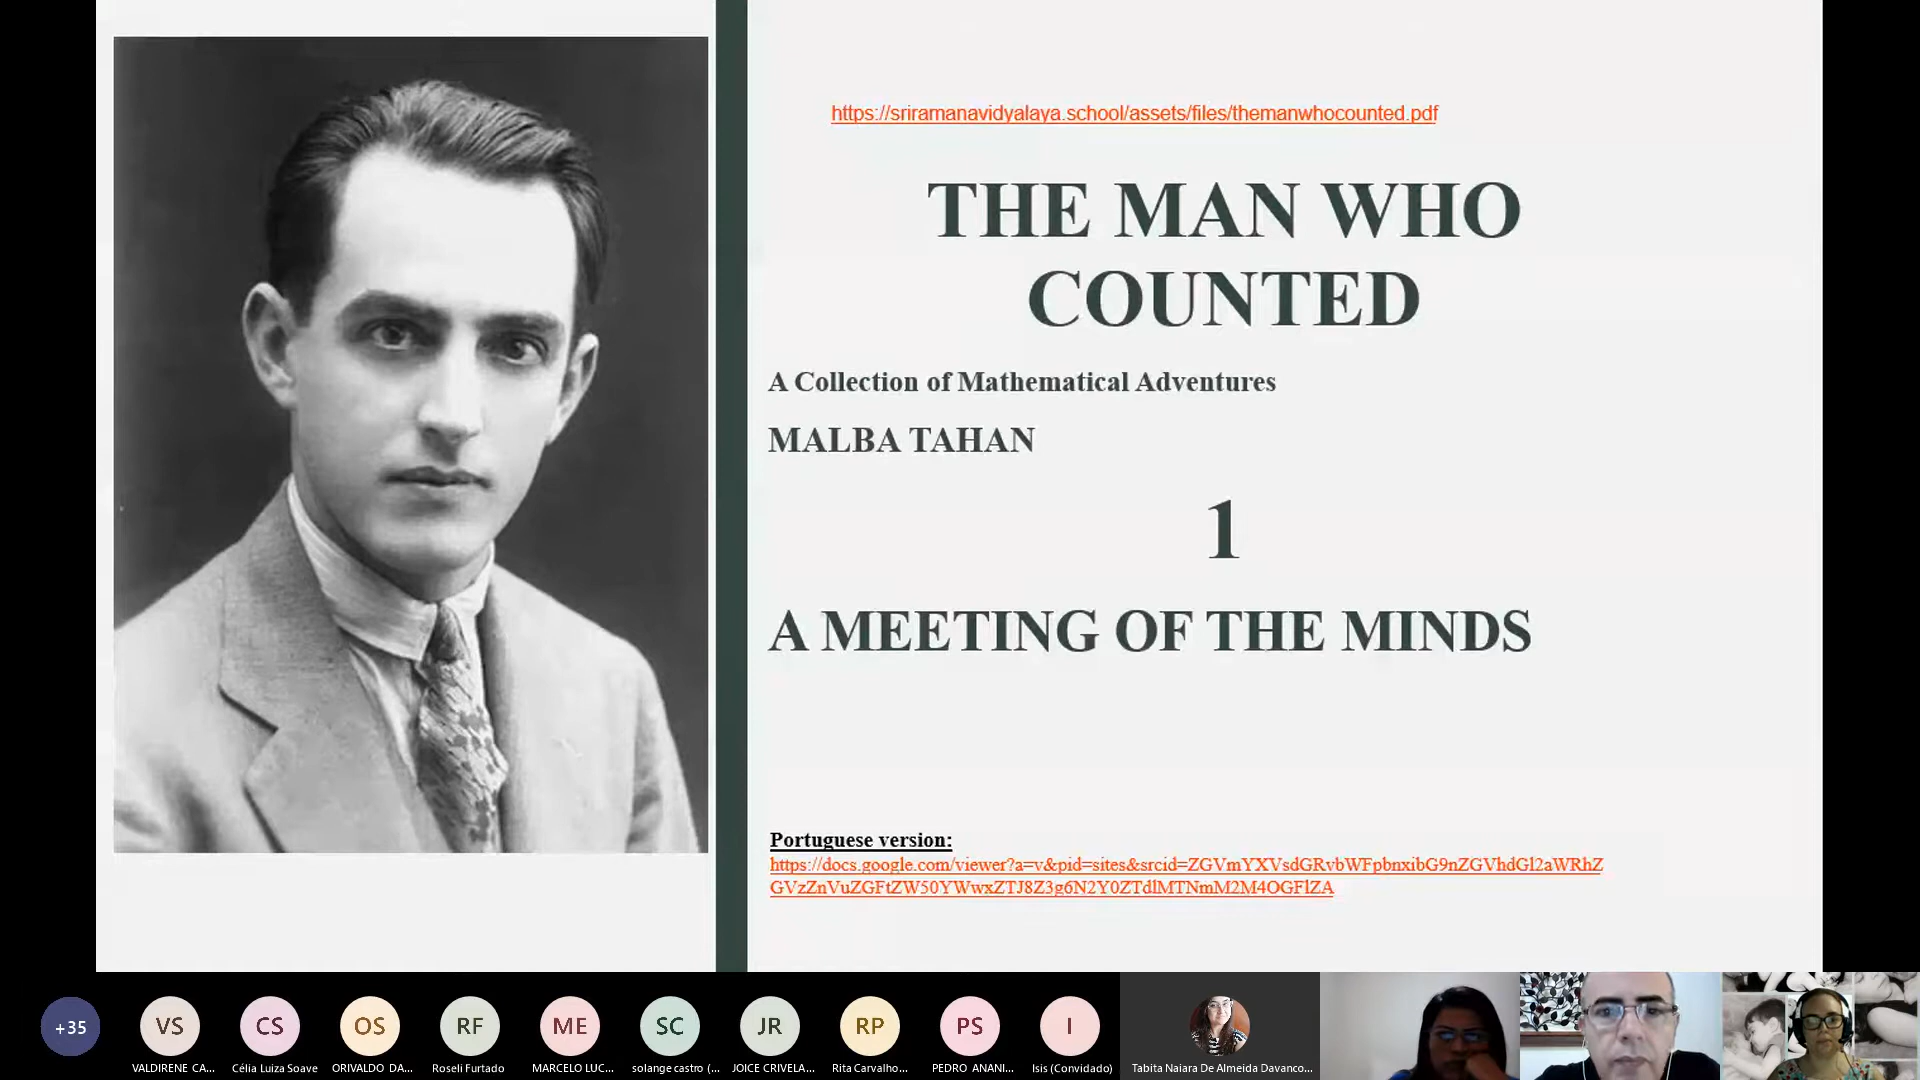 https://sriramanavidyalaya.school/assets/files/themanwhocounted.pdf
THE MAN WHO
COUNTED
A Collection of Mathematical Adventures
MALBA TAHAN
1
A MEETING OF THE MINDS
Portuguese version:
https://docs.google.com/viewer?a=v&pid=sites&srcid=ZGVmYXVsdGRvbWFpbnxibG9nZGVhdGl2aWRhZ
GVzZnVuZGFtZW50YWwxZTJ8Z3g6N2Y0ZTdlMTNmM2M4OGFlZA
+35
VS
CS
OS
RF
ME
SC
JR
RP
PS
I
VALDIRENE CA...
Célia Luiza Soave
ORIVALDO DA...
Roseli Furtado
MARCELO LUC...
solange castro (...
JOICE CRIVELA...
Rita Carvalho...
PEDRO ANANI...
Isis (Convidado)
Tabita Naiara De Almeida Davanco...